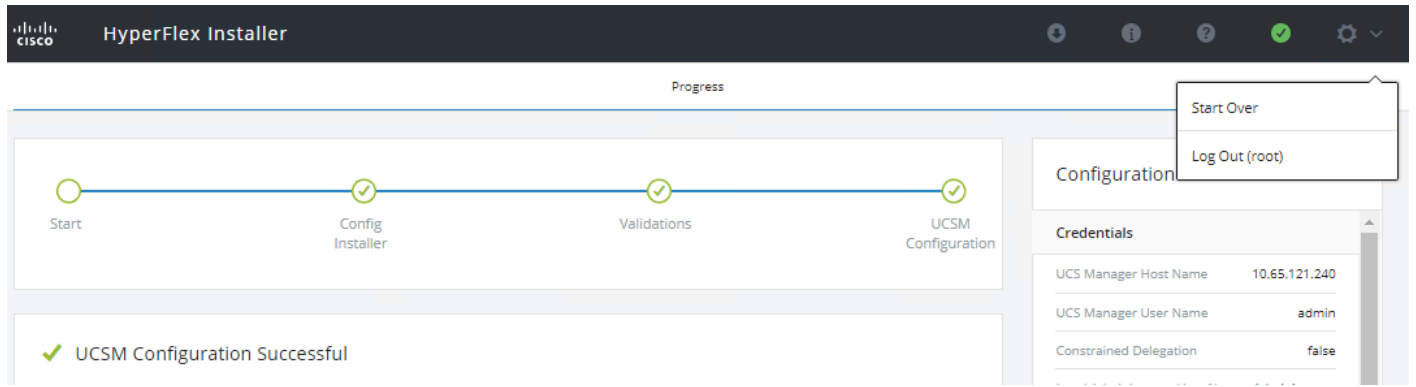 cisco
HyperFlex Installer
Progress
Start Over
Log Out (root)
Start
Config
Installer
Validations
UCSM
Configuration
UCSM Configuration Successful
Configuration
Credentials
UCS Manager Host Name 10.65.121.240
UCS Manager User Name admin
Constrained Delegation false